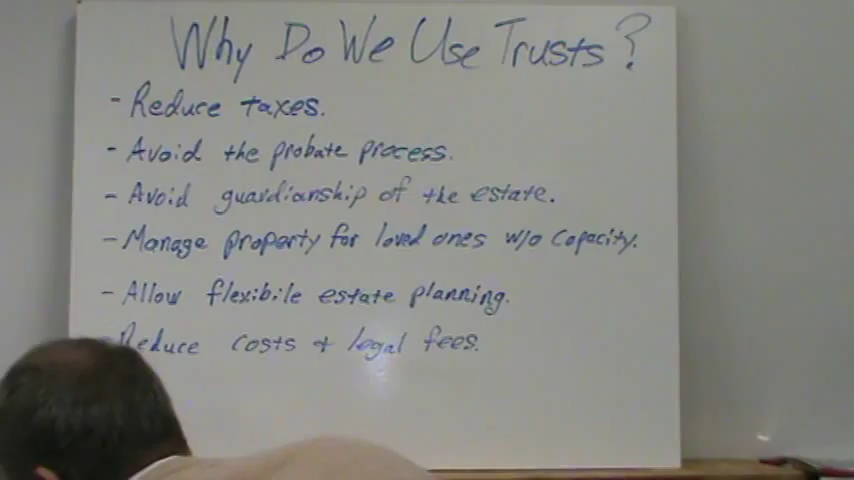 Why Do We Use Trusts?
- Reduce taxes.
- Avoid the probate process.
- Avoid guardianship of the estate.
- Manage property for loved ones w/o Capacity.
- Allow flexibile estate planning.
- Reduce costs + legal fees.